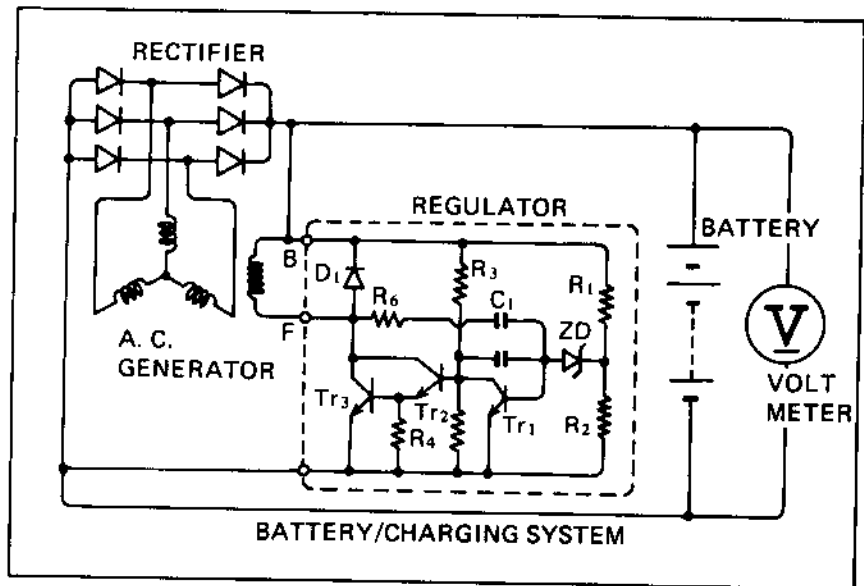 RECTIFIER
REGULATOR
BATTERY
B
D₁
R₃
R₁
R₆
C₁
ZD
F
V
A. C.
GENERATOR
VOLT
METER
Tr₃
Tr₂
R₄
Tr₁
R₂
BATTERY/CHARGING SYSTEM